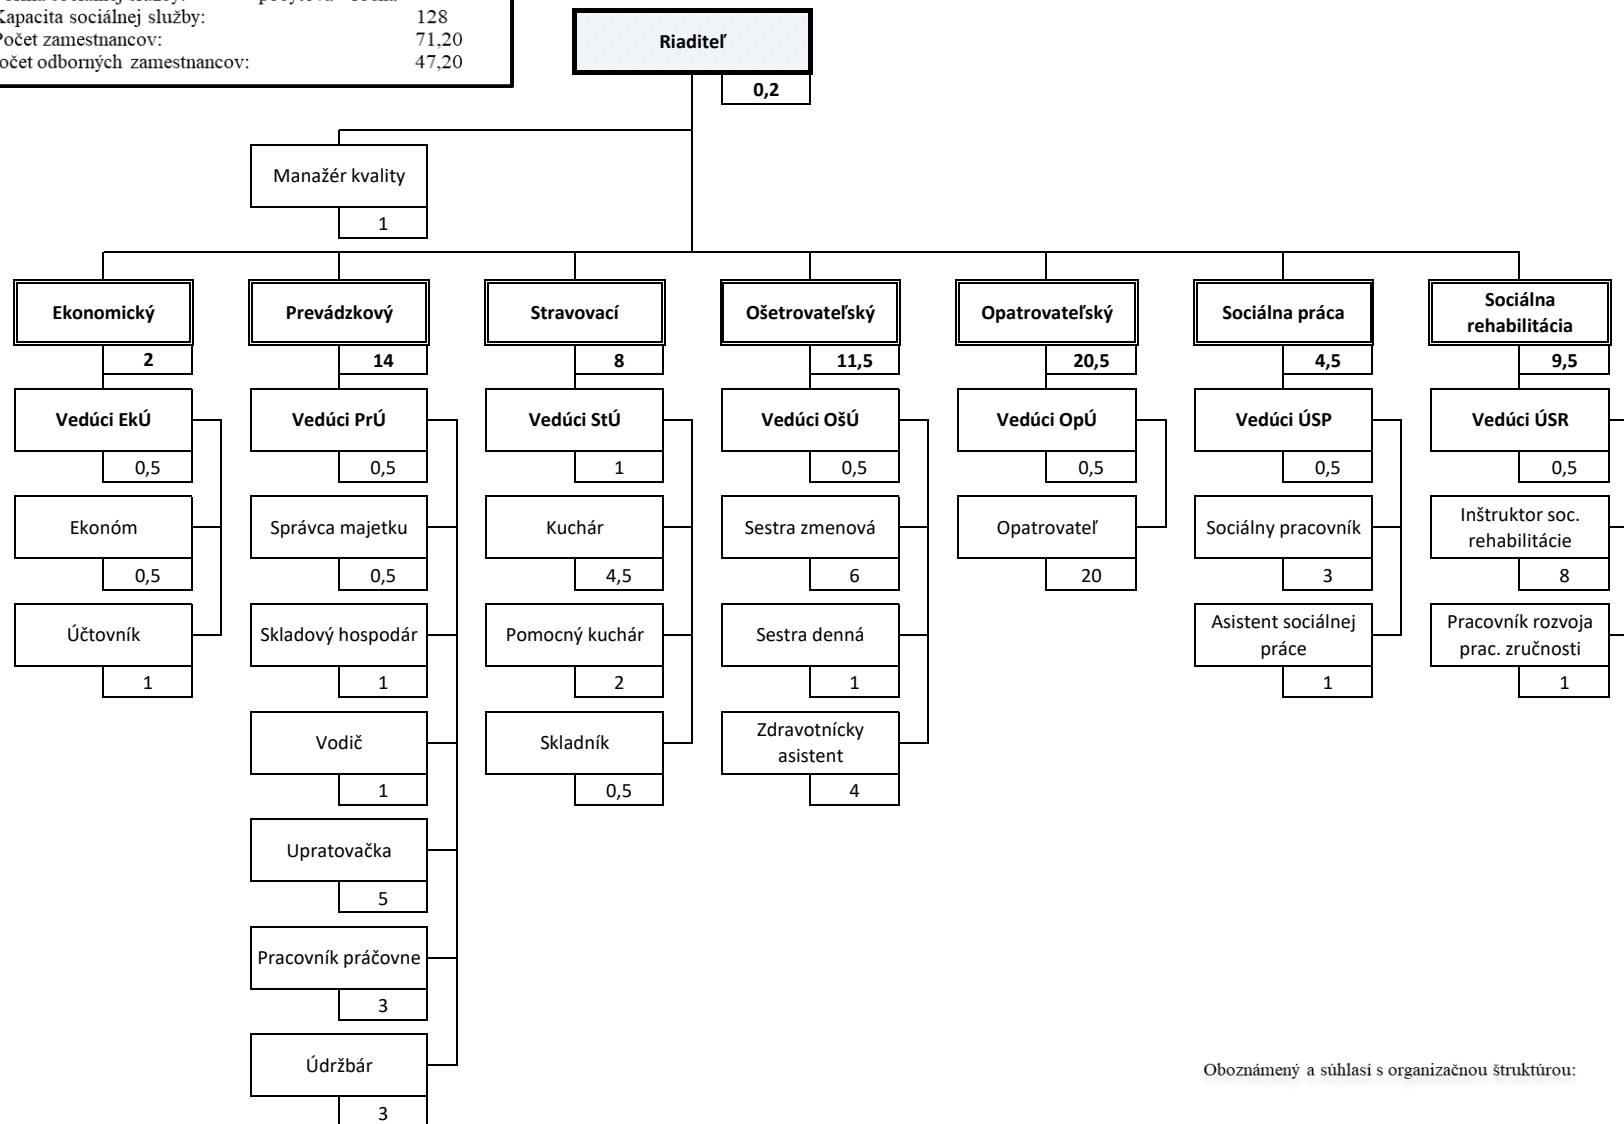 Kapacita sociálnej služby: 128
Počet zamestnancov: 71,20
počet odborných zamestnancov: 47,20
Riaditeľ
0,2
Manažér kvality
1
Ekonomický
2
Vedúci EkÚ
0,5
Ekonóm
0,5
Účtovník
1
Prevádzkový
14
Vedúci PrÚ
0,5
Správca majetku
0,5
Skladový hospodár
1
Vodič
1
Upratovačka
5
Pracovník práčovne
3
Údržbár
3
Stravovací
8
Vedúci StÚ
1
Kuchár
4,5
Pomocný kuchár
2
Skladník
0,5
Ošetrovateľský
11,5
Vedúci OšÚ
0,5
Sestra zmenová
6
Sestra denná
1
Zdravotnícky
asistent
4
Opatrovateľský
20,5
Vedúci OpÚ
0,5
Opatrovateľ
20
Sociálna práca
4,5
Vedúci ÚSP
0,5
Sociálny pracovník
3
Asistent sociálnej
práce
1
Sociálna
rehabilitácia
9,5
Vedúci ÚSR
0,5
Inštruktor soc.
rehabilitácie
8
Pracovník rozvoja
prac. zručnosti
1
Oboznámený a súhlasí s organizačnou štruktúrou: